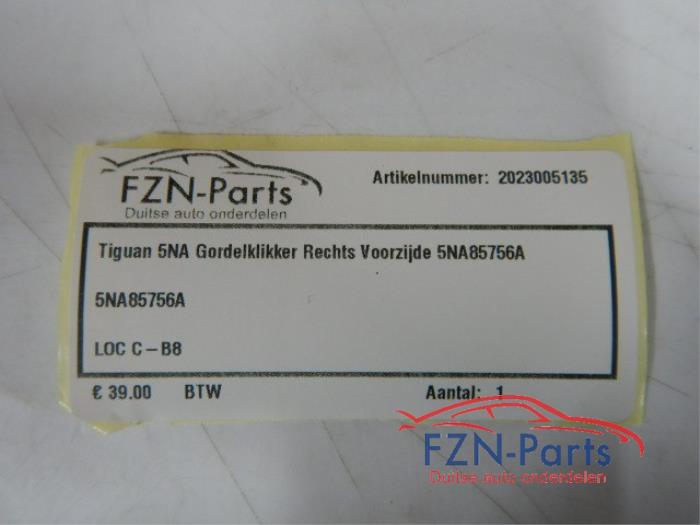 FZN-Parts
Duitse auto onderdelen
Artikelnummer: 2023005135
Tiguan 5NA Gordelklikker Rechts Voorzijde 5NA85756A
5NA85756A
LOC C-B8
€ 39.00 BTW Aantal: 1
FZN-Parts
Duitse auto onderdelen